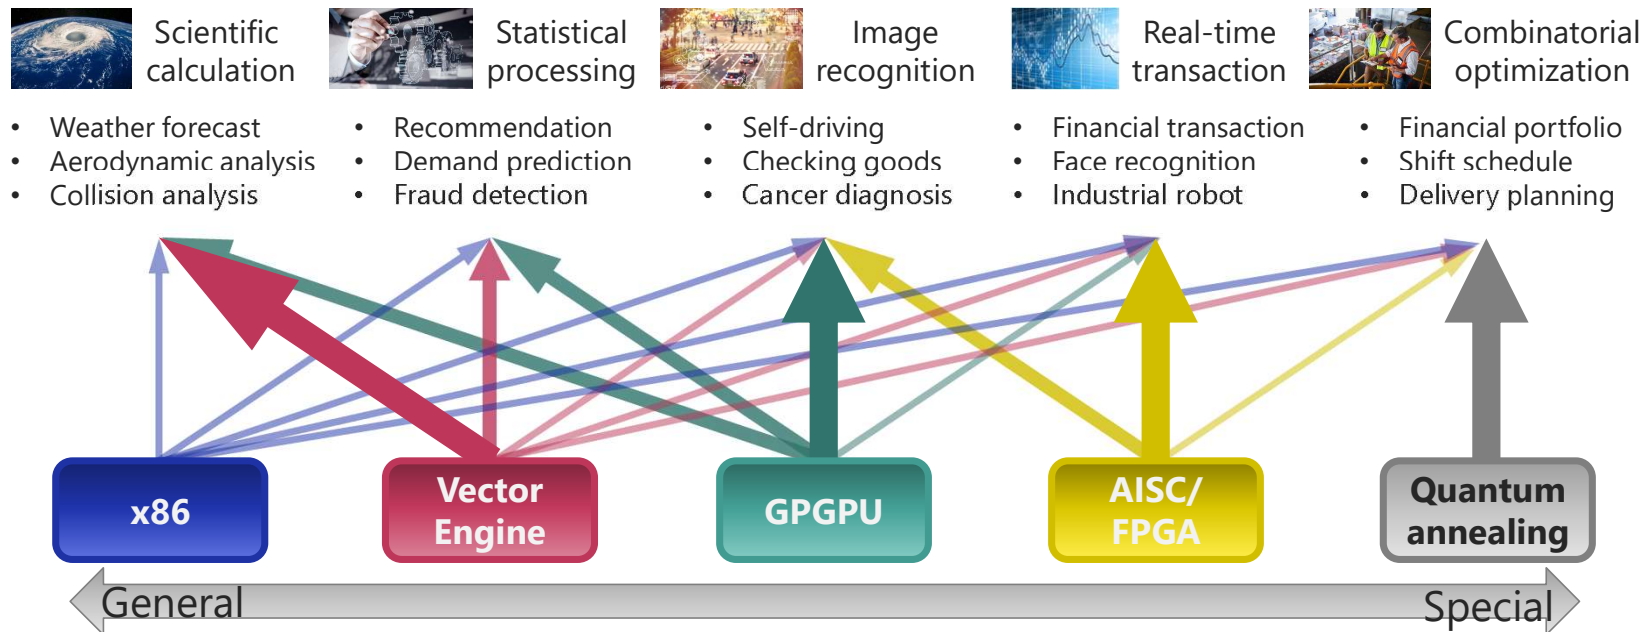 Scientific
calculation
• Weather forecast
• Aerodynamic analysis
• Collision analysis
Statistical
processing
• Recommendation
• Demand prediction
• Fraud detection
Image
recognition
• Self-driving
• Checking goods
• Cancer diagnosis
Real-time
transaction
• Financial transaction
• Face recognition
• Industrial robot
Combinatorial
optimization
• Financial portfolio
• Shift schedule
• Delivery planning
x86
Vector
Engine
GPGPU
AISC/
FPGA
Quantum
annealing
General
Special